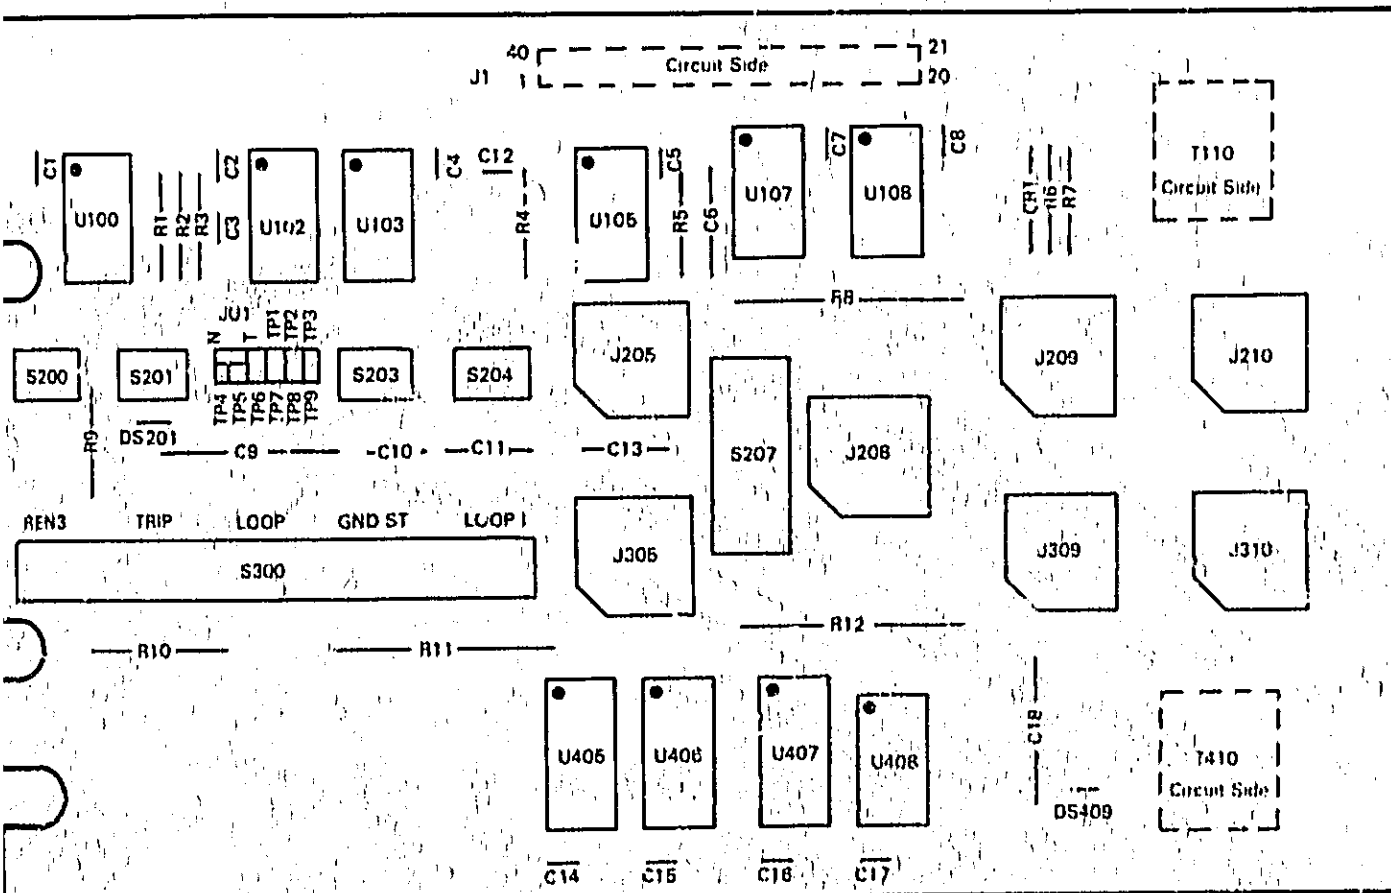 40
21
Circuit Side
J1
1
20
C1
U100
R1
R2
R3
C2
C3
U102
U103
C4
C12
R4
U105
C5
R5
C6
U107
C7
U108
C8
CR1
R6
R7
T110
Circuit Side
R8
JU1
N
T
TP1
TP2
TP3
S200
S201
S203
S204
J205
J209
J210
TP4
TP5
TP6
TP7
TP8
TP9
R9
DS201
C9
C10
C11
C13
S207
J208
REN3
TRIP
LOOP
GND ST
LOOP I
S300
J306
J309
J310
R10
R11
R12
U405
U406
U407
U408
C18
T410
Circuit Side
DS409
C14
C15
C16
C17